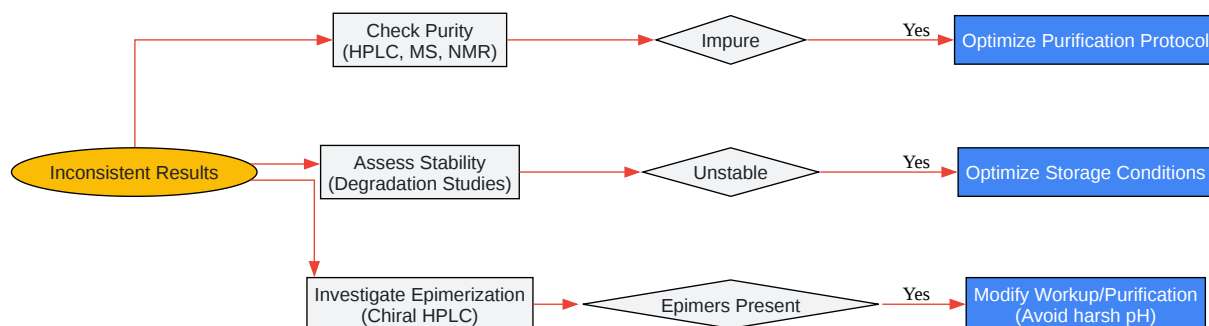 Check Purity
(HPLC, MS, NMR)
Impure
Yes
Optimize Purification Protocol
Inconsistent Results
Assess Stability
(Degradation Studies)
Unstable
Yes
Optimize Storage Conditions
Investigate Epimerization
(Chiral HPLC)
Epimers Present
Yes
Modify Workup/Purification
(Avoid harsh pH)